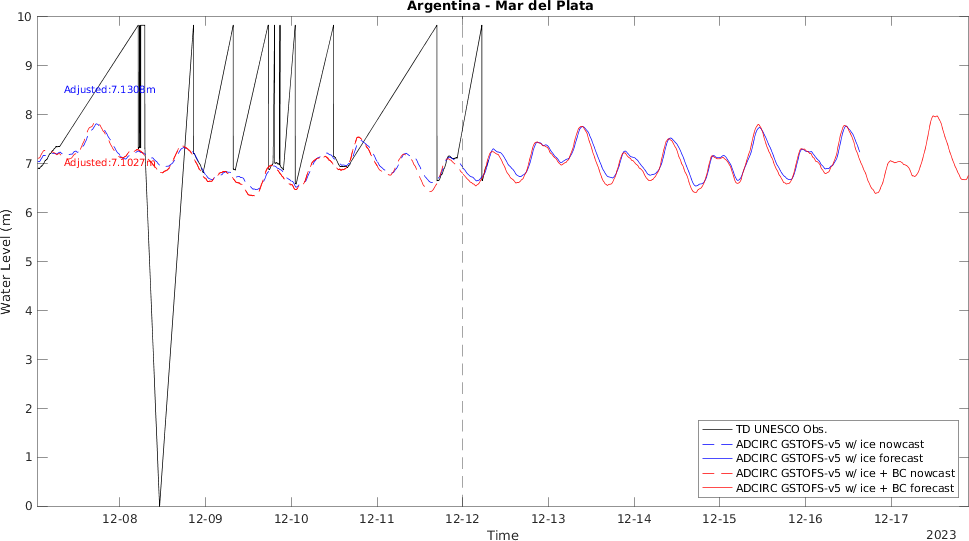 Argentina - Mar del Plata
10
9
8
7
6
5
4
3
2
1
0
Water Level (m)
Adjusted:7.1303m
Adjusted:7.1027m
TD UNESCO Obs.
ADCIRC GSTOFS-v5 w/ ice nowcast
ADCIRC GSTOFS-v5 w/ ice forecast
ADCIRC GSTOFS-v5 w/ ice + BC nowcast
ADCIRC GSTOFS-v5 w/ ice + BC forecast
12-08 12-09 12-10 12-11 12-12 12-13 12-14 12-15 12-16 12-17
Time
2023